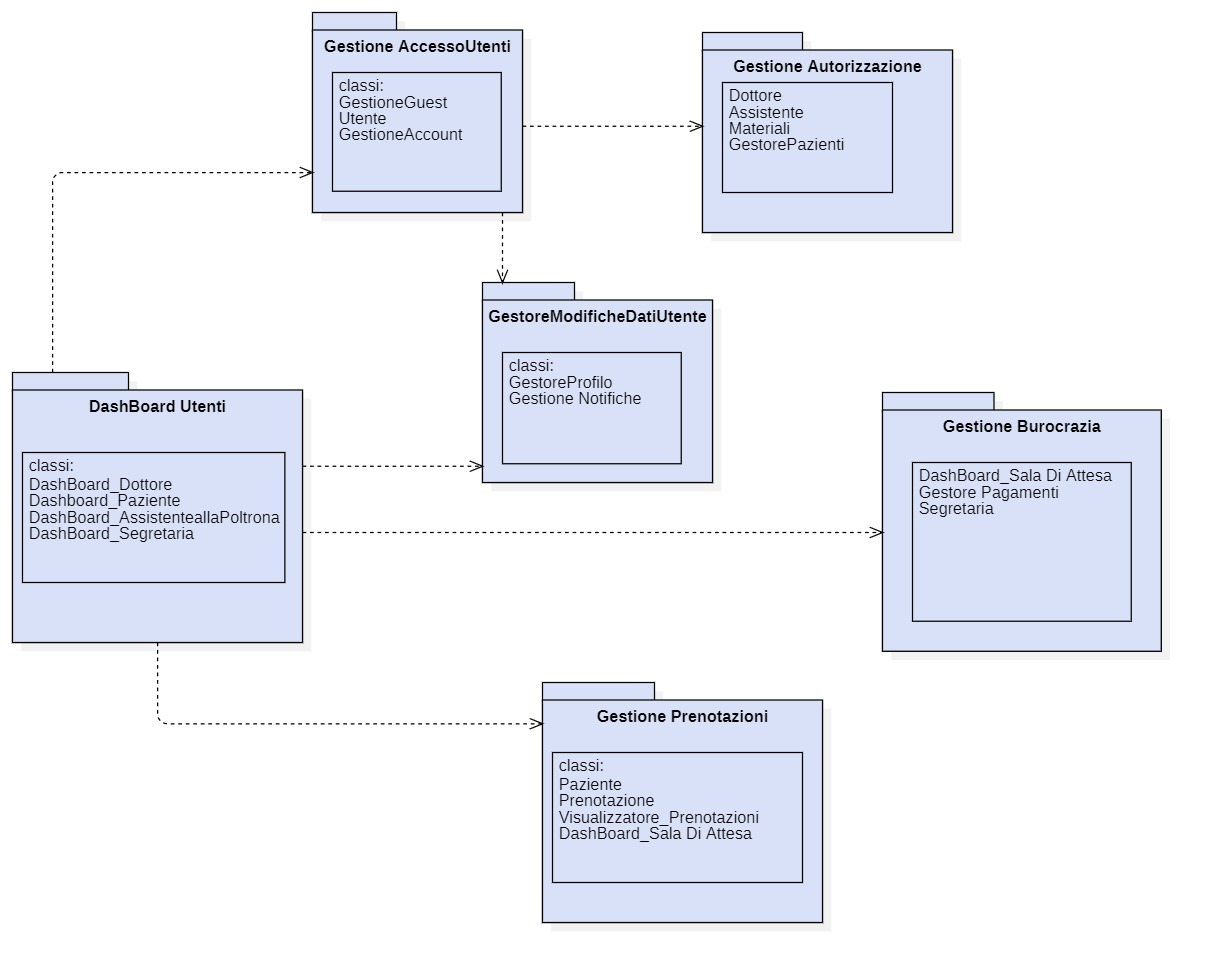 Gestione AccessoUtenti
classi:
GestioneGuest
Utente
GestioneAccount
Gestione Autorizzazione
Dottore
Assistente
Materiali
GestorePazienti
GestoreModificheDatiUtente
classi:
GestoreProfilo
Gestione Notifiche
DashBoard Utenti
classi:
DashBoard_Dottore
Dashboard_Paziente
DashBoard_AssistenteallaPoltrona
DashBoard_Segretaria
Gestione Burocrazia
DashBoard_Sala Di Attesa
Gestore Pagamenti
Segretaria
Gestione Prenotazioni
classi:
Paziente
Prenotazione
Visualizzatore_Prenotazioni
DashBoard_Sala Di Attesa